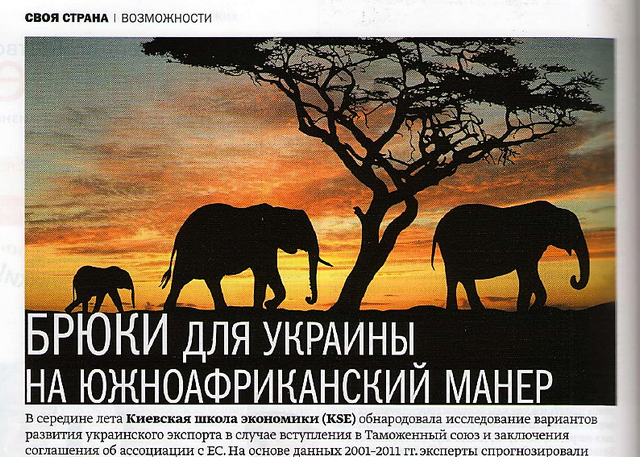 СВОЯ СТРАНА | ВОЗМОЖНОСТИ
БРЮКИ ДЛЯ УКРАИНЫ
НА ЮЖНОАФРИКАНСКИЙ МАНЕР
В середине лета Киевская школа экономики (KSE) обнародовала исследование вариантов
развития украинского экспорта в случае вступления в Таможенный союз и заключения
соглашения об ассоциации с ЕС. На основе данных 2001–2011 гг. эксперты спрогнозировали